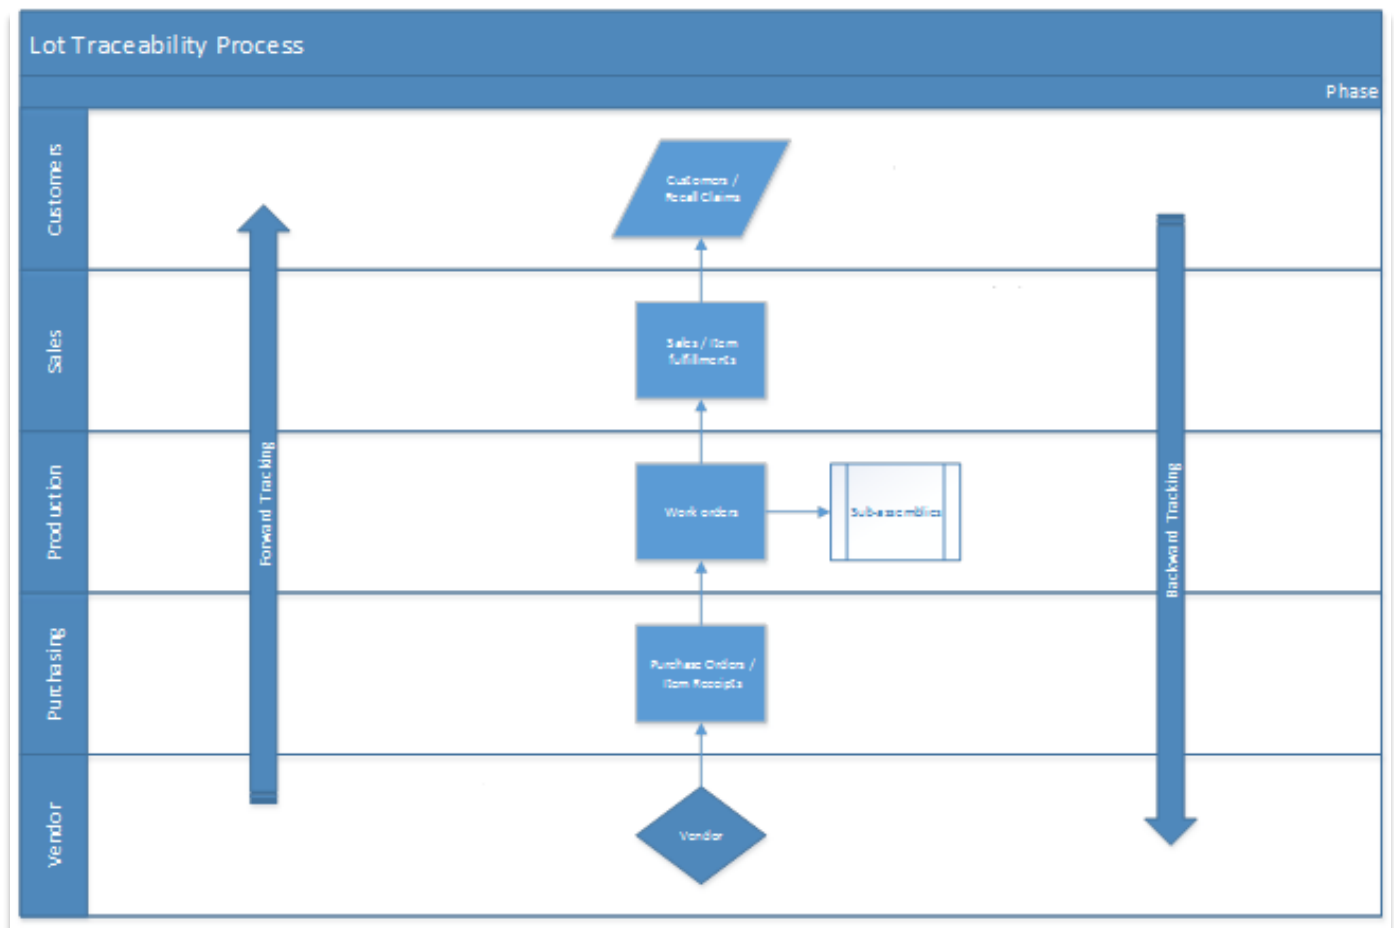 Lot Traceability Process
Phase
Customers
Customers /
Recall Claims
Sales
Sales / Item
fulfillments
Production
Work orders
Sub-assemblies
Forward Tracking
Backward Tracking
Purchasing
Purchase Orders /
Item Receipts
Vendor
Vendor